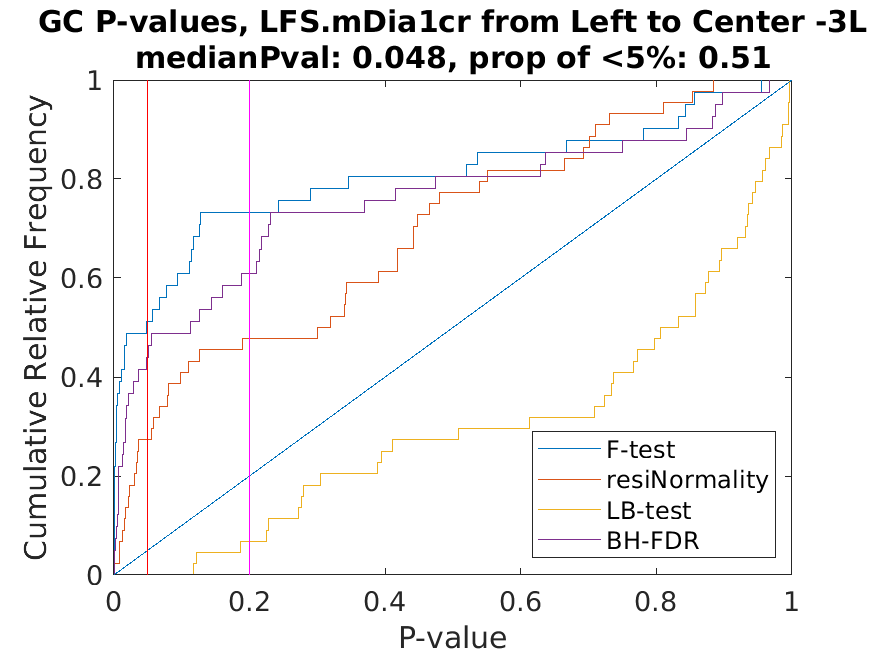 GC P-values, LFS.mDia1cr from Left to Center -3L
medianPval: 0.048, prop of <5%: 0.51
Cumulative Relative Frequency
1
0.8
0.6
0.4
0.2
0
F-test
resiNormality
LB-test
BH-FDR
0 0.2 0.4 0.6 0.8 1
P-value